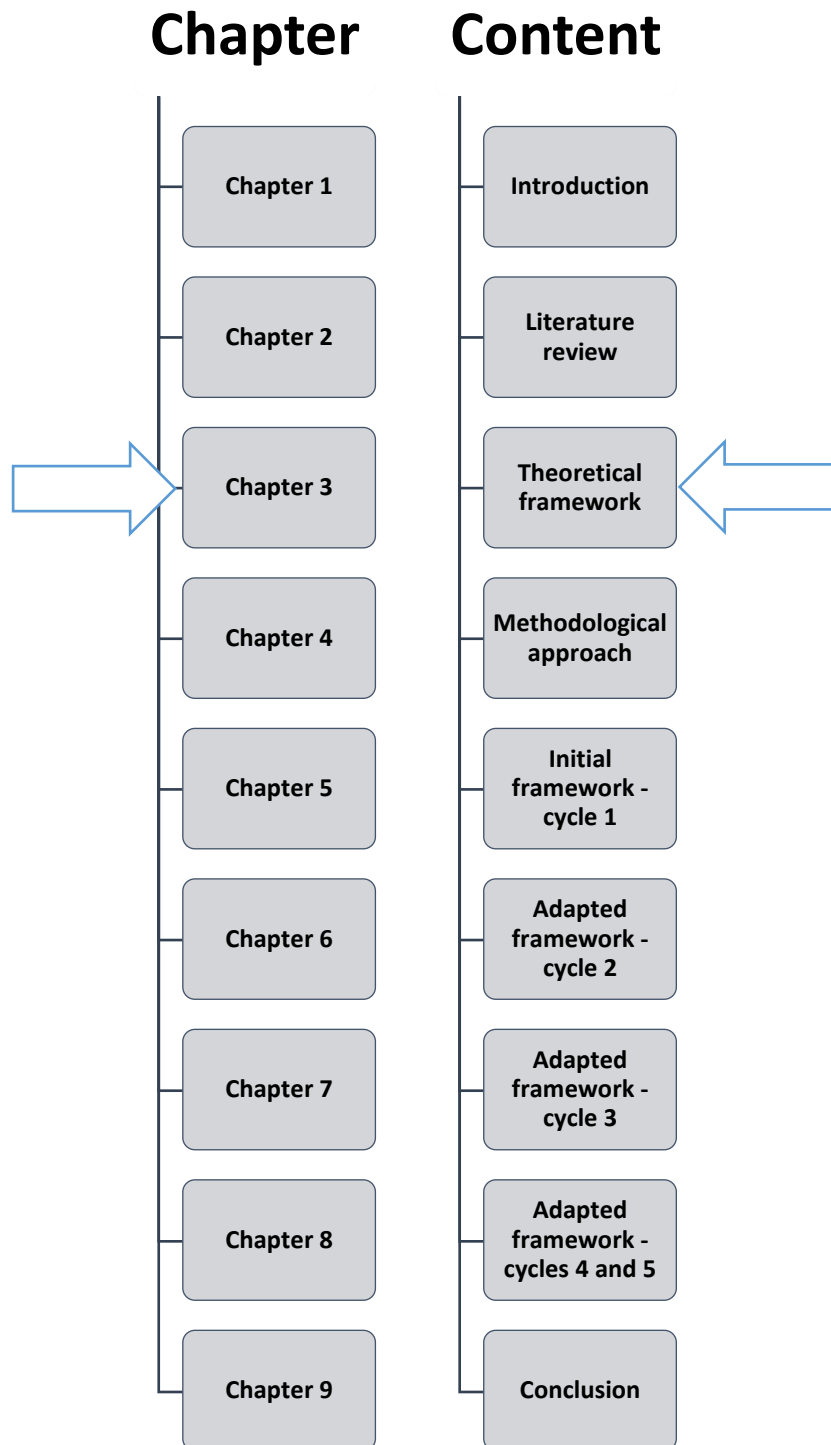 Chapter Content
Chapter 1
Introduction
Chapter 2
Literature
review
Chapter 3
Theoretical
framework
Chapter 4
Methodological
approach
Chapter 5
Initial
framework -
cycle 1
Chapter 6
Adapted
framework -
cycle 2
Chapter 7
Adapted
framework -
cycle 3
Chapter 8
Adapted
framework -
cycles 4 and 5
Chapter 9
Conclusion